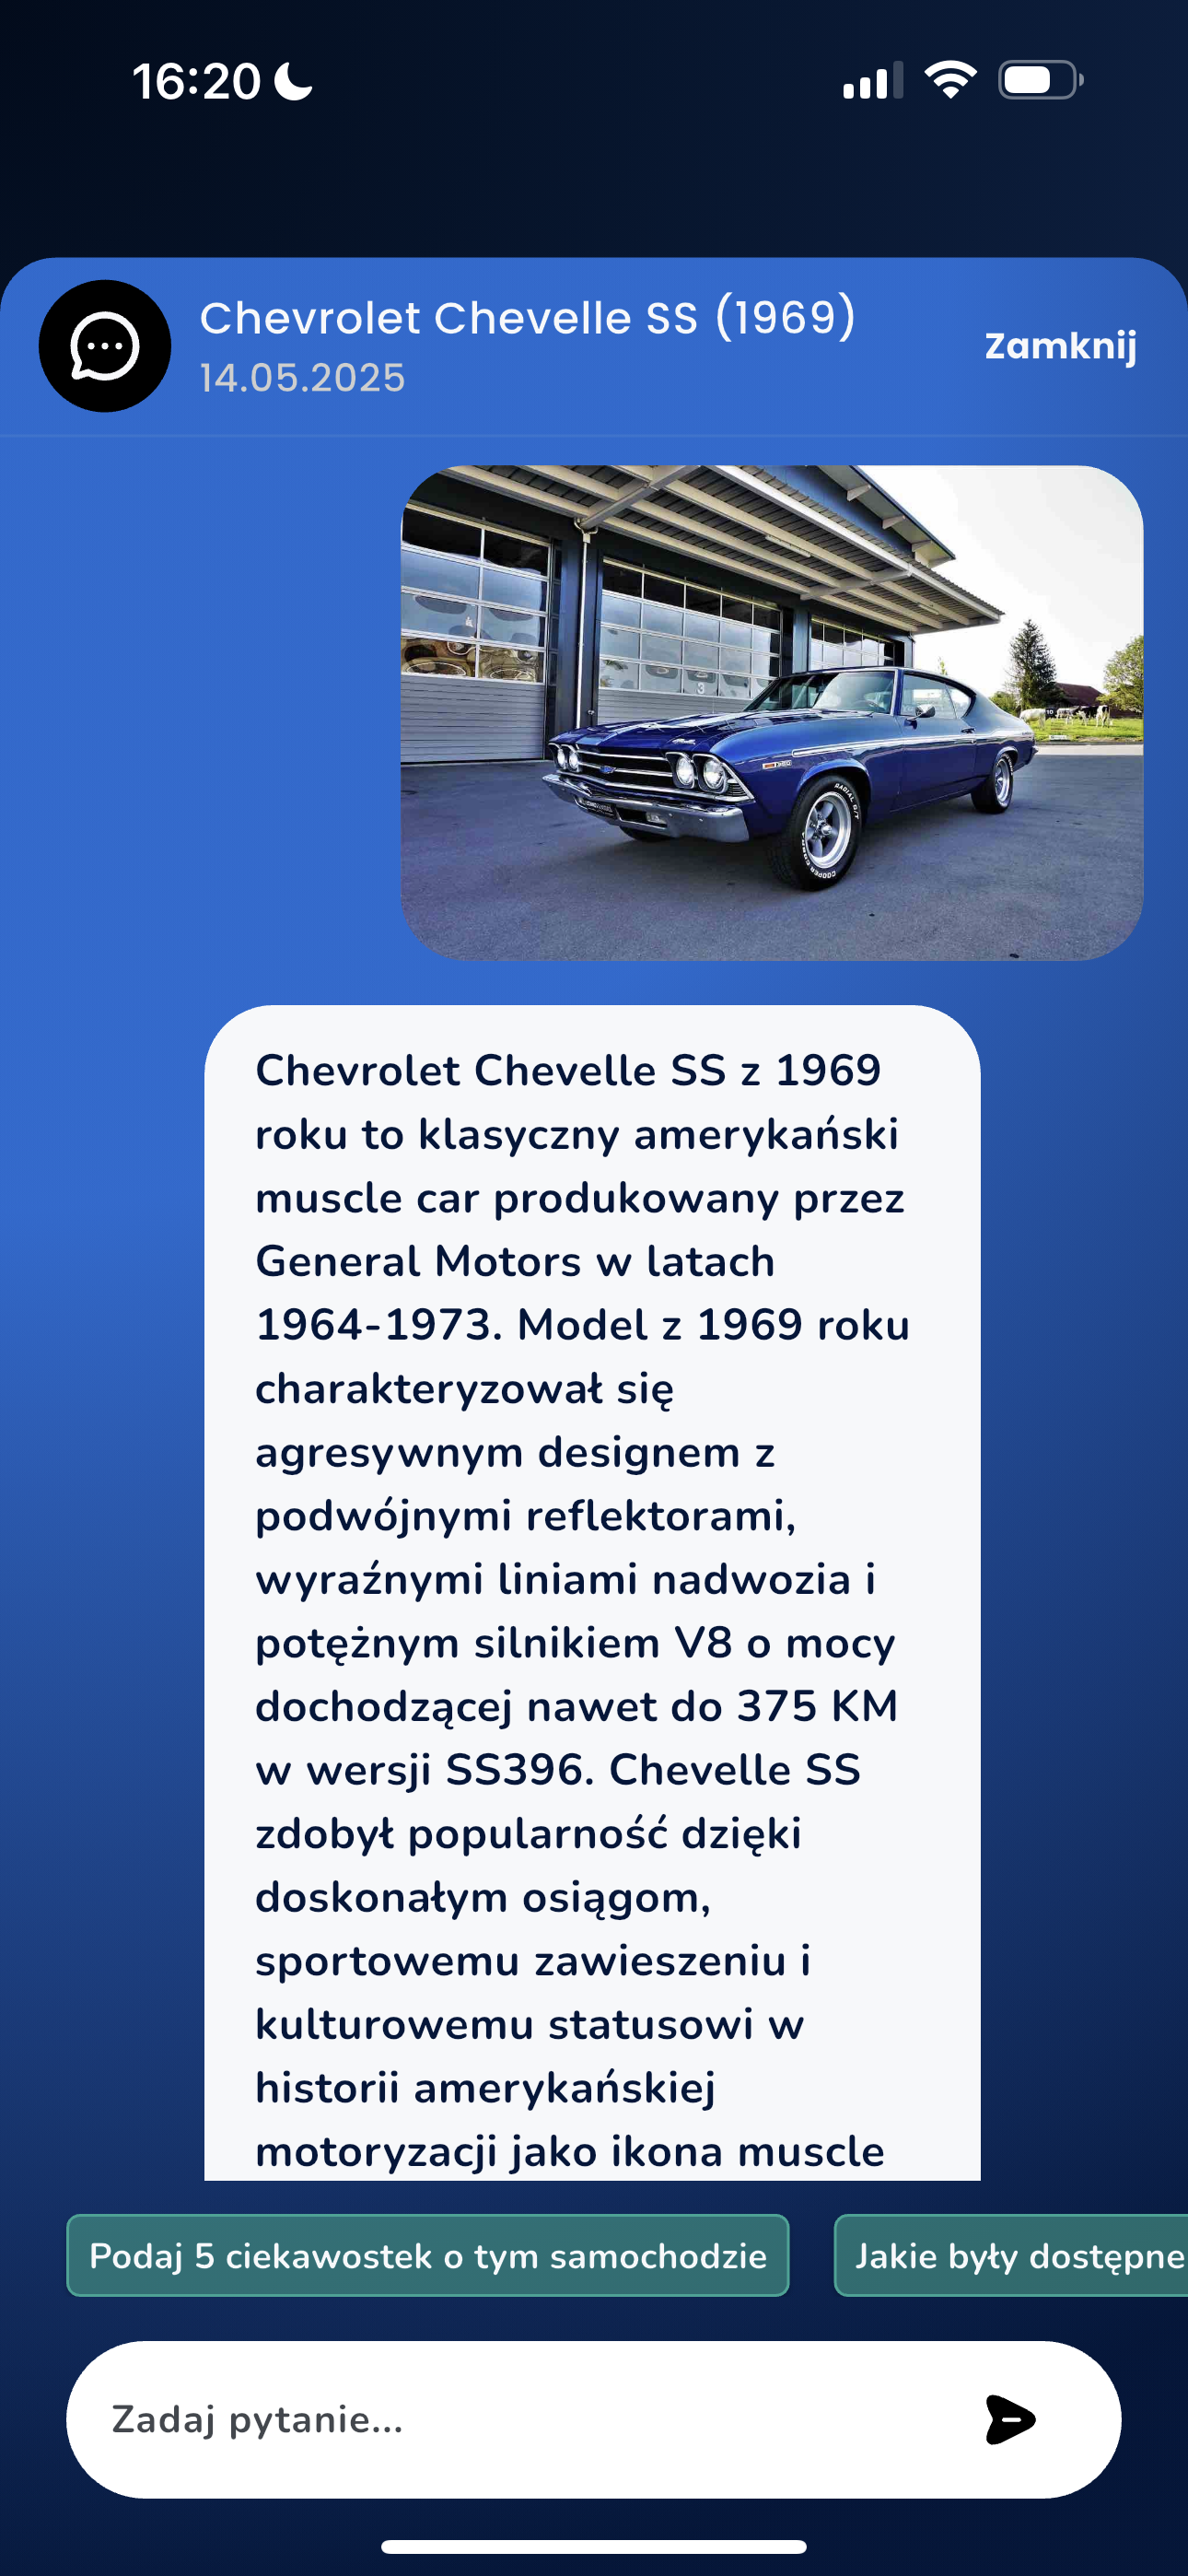 16:20
Chevrolet Chevelle SS (1969)
14.05.2025
Zamknij
3
RADIAL G/T
COOPER COBRA
Chevrolet Chevelle SS z 1969
roku to klasyczny amerykański
muscle car produkowany przez
General Motors w latach
1964-1973. Model z 1969 roku
charakteryzował się
agresywnym designem z
podwójnymi reflektorami,
wyraźnymi liniami nadwozia i
potężnym silnikiem V8 o mocy
dochodzącej nawet do 375 KM
w wersji SS396. Chevelle SS
zdobył popularność dzięki
doskonałym osiągom,
sportowemu zawieszeniu i
kulturowemu statusowi w
historii amerykańskiej
motoryzacji jako ikona muscle
Podaj 5 ciekawostek o tym samochodzie
Jakie były dostępne
Zadaj pytanie...